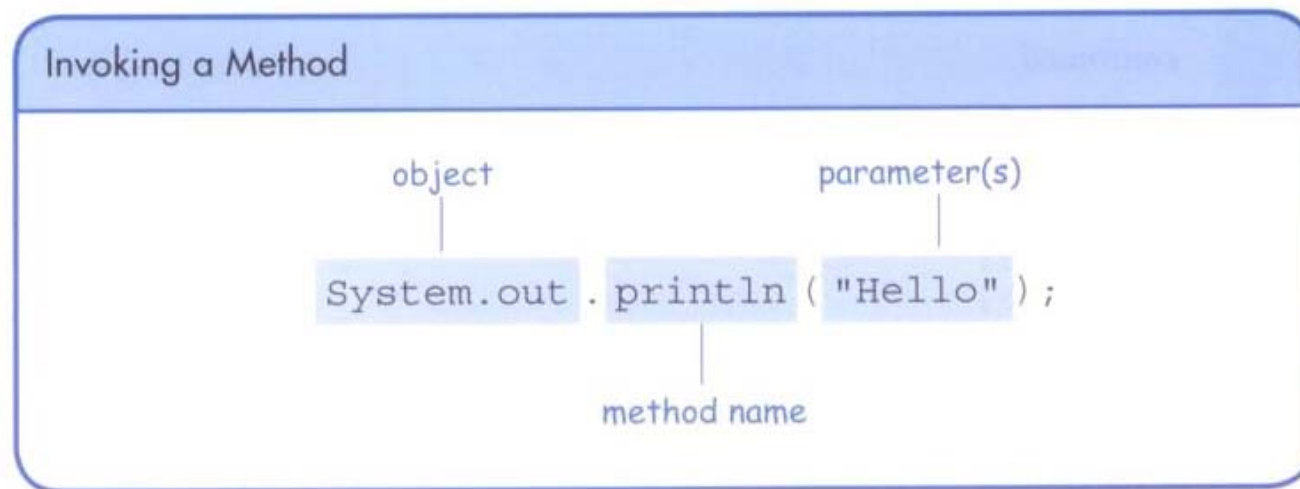 Invoking a Method
object parameter(s)
System.out.println("Hello");
method name